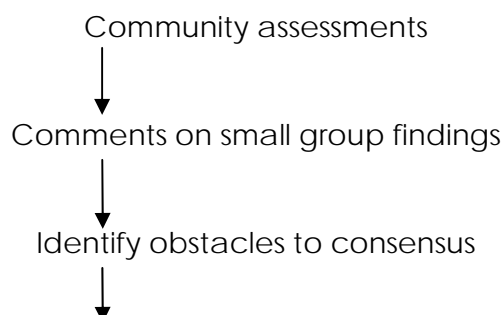 Community assessments
Comments on small group findings
Identify obstacles to consensus